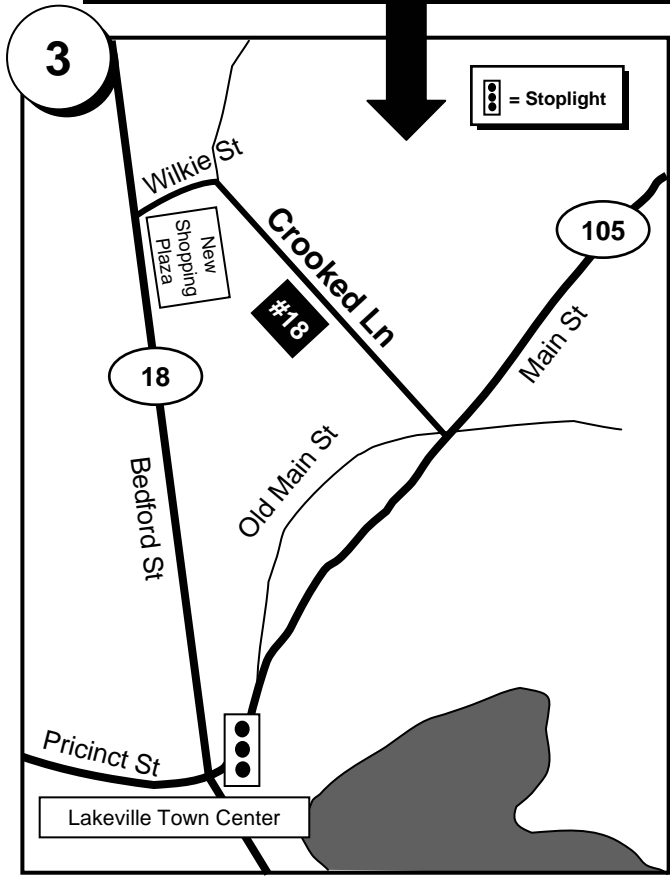 3
= Stoplight
Wilkie St
New
Shopping
Plaza
Crooked Ln
#18
105
Main St
18
Old Main St
Bedford St
Pricinct St
Lakeville Town Center